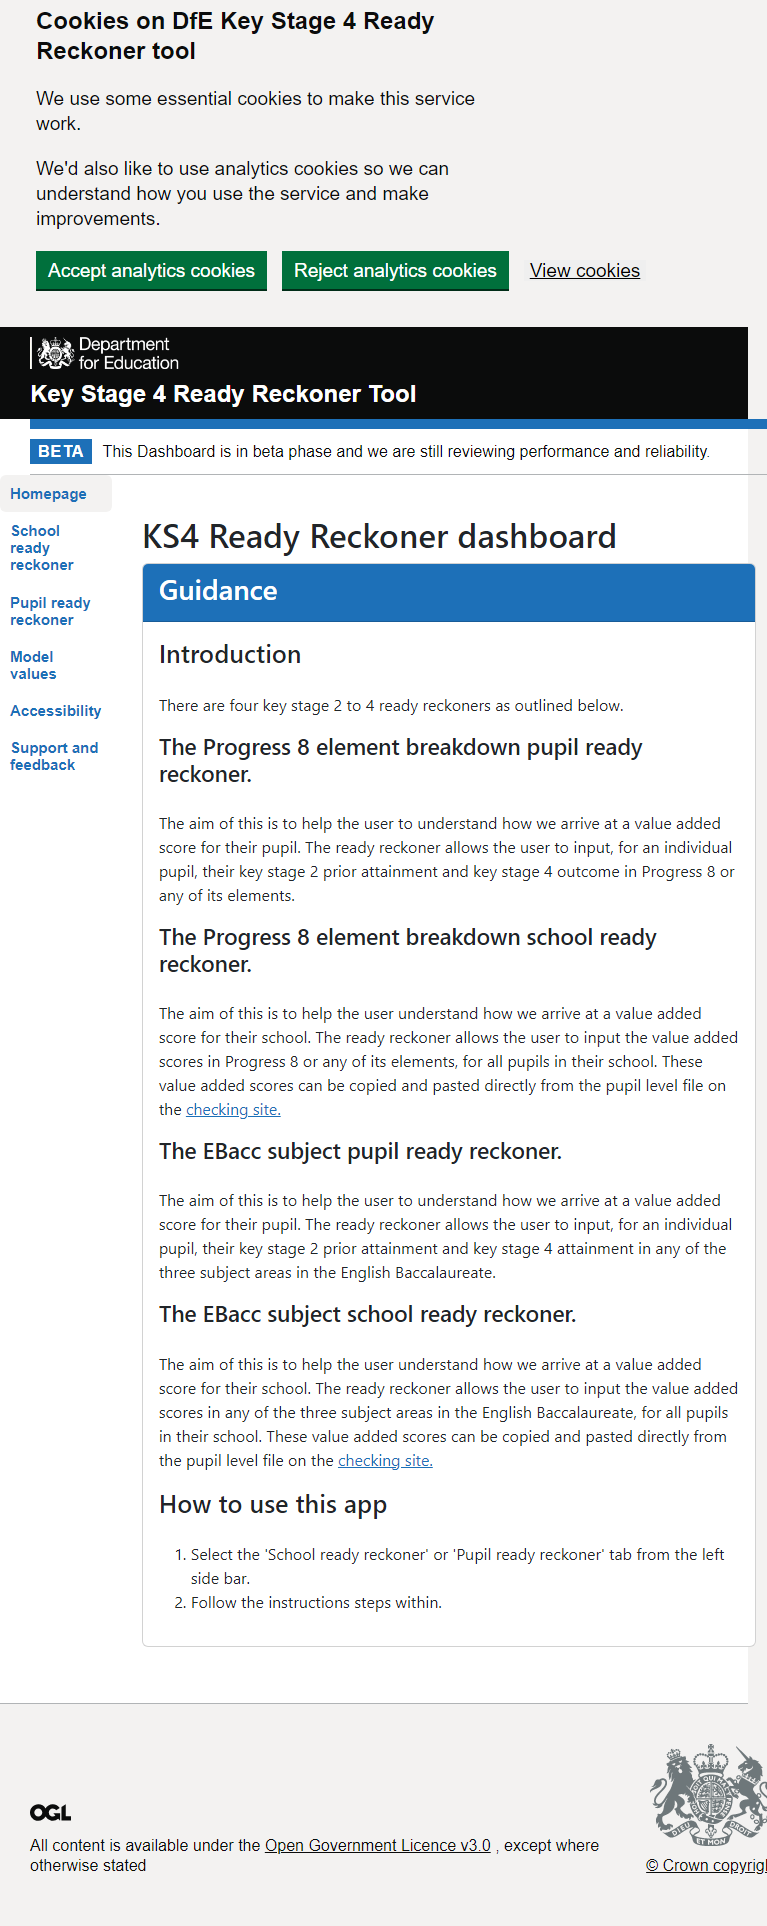 Cookies on DfE Key Stage 4 Ready
Reckoner tool
We use some essential cookies to make this service
work.
We'd also like to use analytics cookies so we can
understand how you use the service and make
improvements.
Accept analytics cookies
Reject analytics cookies
View cookies
Department
for Education
Key Stage 4 Ready Reckoner Tool
BETA
This Dashboard is in beta phase and we are still reviewing performance and reliability.
Homepage
School
ready
reckoner
Pupil ready
reckoner
Model
values
Accessibility
Support and
feedback
KS4 Ready Reckoner dashboard
Guidance
Introduction
There are four key stage 2 to 4 ready reckoners as outlined below.
The Progress 8 element breakdown pupil ready
reckoner.
The aim of this is to help the user to understand how we arrive at a value added
score for their pupil. The ready reckoner allows the user to input, for an individual
pupil, their key stage 2 prior attainment and key stage 4 outcome in Progress 8 or
any of its elements.
The Progress 8 element breakdown school ready
reckoner.
The aim of this is to help the user understand how we arrive at a value added
score for their school. The ready reckoner allows the user to input the value added
scores in Progress 8 or any of its elements, for all pupils in their school. These
value added scores can be copied and pasted directly from the pupil level file on
the checking site.
The EBacc subject pupil ready reckoner.
The aim of this is to help the user to understand how we arrive at a value added
score for their pupil. The ready reckoner allows the user to input, for an individual
pupil, their key stage 2 prior attainment and key stage 4 attainment in any of the
three subject areas in the English Baccalaureate.
The EBacc subject school ready reckoner.
The aim of this is to help the user understand how we arrive at a value added
score for their school. The ready reckoner allows the user to input the value added
scores in any of the three subject areas in the English Baccalaureate, for all pupils
in their school. These value added scores can be copied and pasted directly from
the pupil level file on the checking site.
How to use this app
1. Select the 'School ready reckoner' or 'Pupil ready reckoner' tab from the left
side bar.
2. Follow the instructions steps within.
OGL
All content is available under the Open Government Licence v3.0 , except where
otherwise stated
DIEU ET MON DROIT
© Crown copyrig